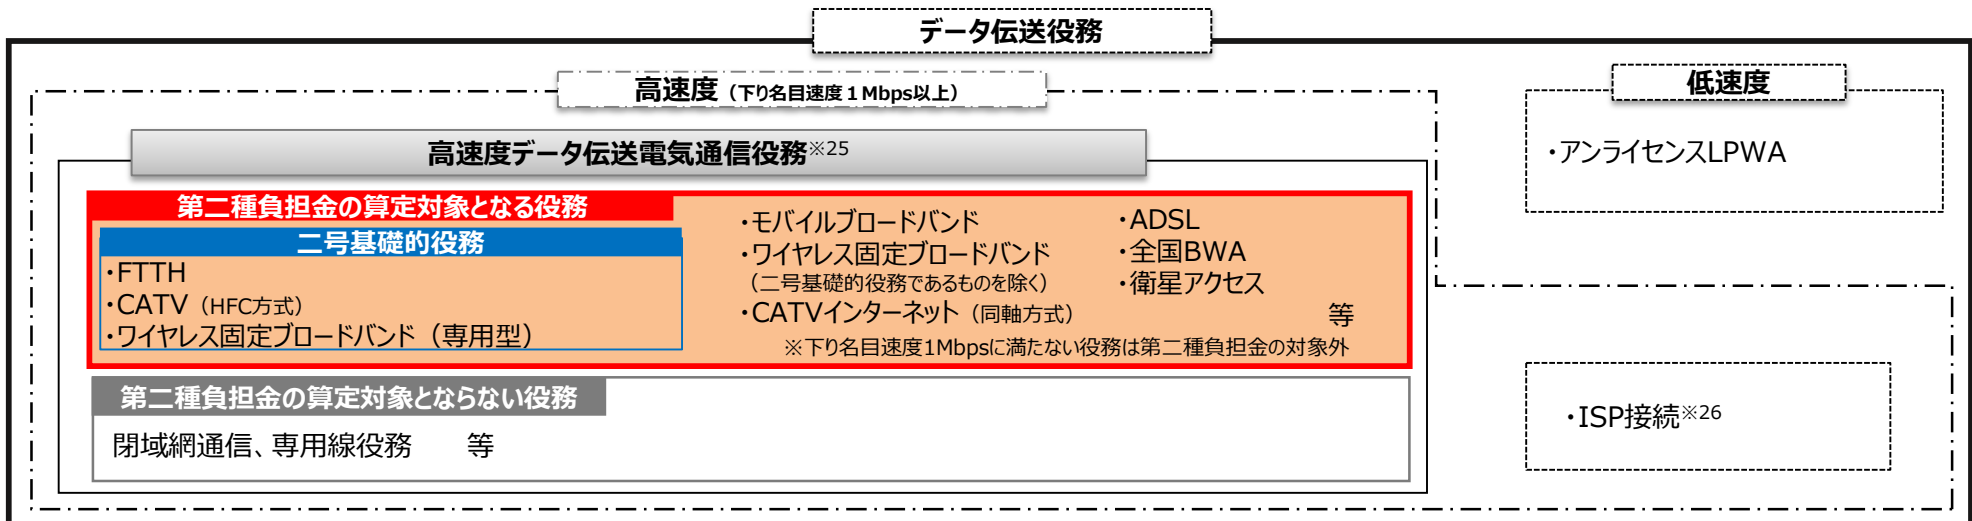 データ伝送役務
高速度（下り名目速度１Mbps以上）
低速度
・アンライセンスLPWA
高速度データ伝送電気通信役務※25
第二種負担金の算定対象となる役務
二号基礎的役務
・FTTH
・CATV（HFC方式）
・ワイヤレス固定ブロードバンド（専用型）
・モバイルブロードバンド
・ワイヤレス固定ブロードバンド
（二号基礎的役務であるものを除く）
・CATVインターネット（同軸方式）
・ADSL
・全国BWA
・衛星アクセス
等
※下り名目速度1Mbpsに満たない役務は第二種負担金の対象外
第二種負担金の算定対象とならない役務
閉域網通信、専用線役務　　等
・ISP接続※26